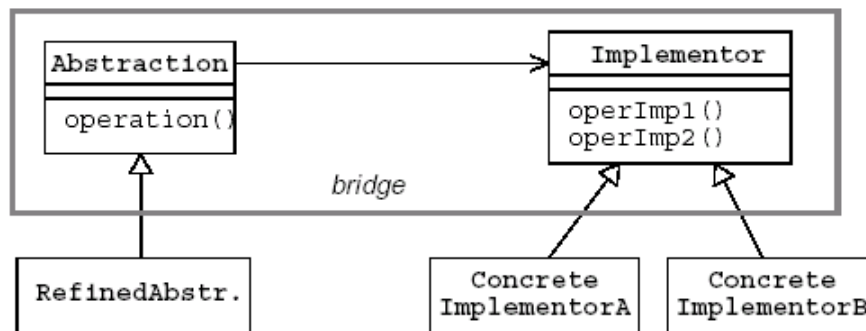 Abstraction
operation()
Implementor
operImp1()
operImp2()
bridge
RefinedAbstr.
Concrete
ImplementorA
Concrete
ImplementorB